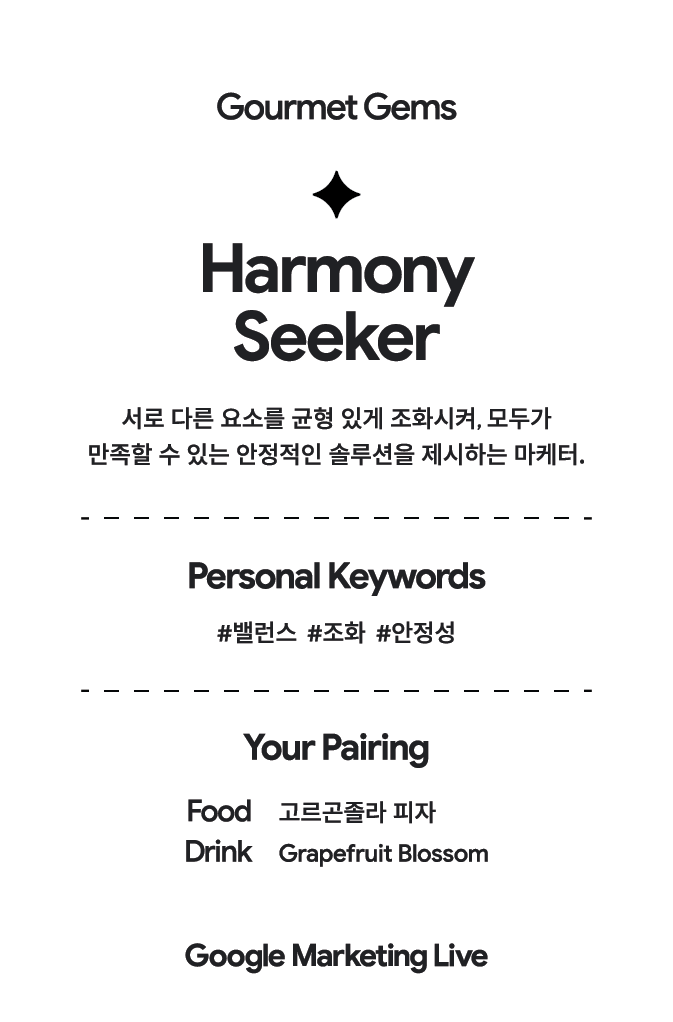 Gourmet Gems
Harmony
Seeker
서로 다른 요소를 균형 있게 조화시켜, 모두가
만족할 수 있는 안정적인 솔루션을 제시하는 마케터.
Personal Keywords
#밸런스 #조화 #안정성
Your Pairing
Food 고르곤졸라 피자
Drink Grapefruit Blossom
Google Marketing Live